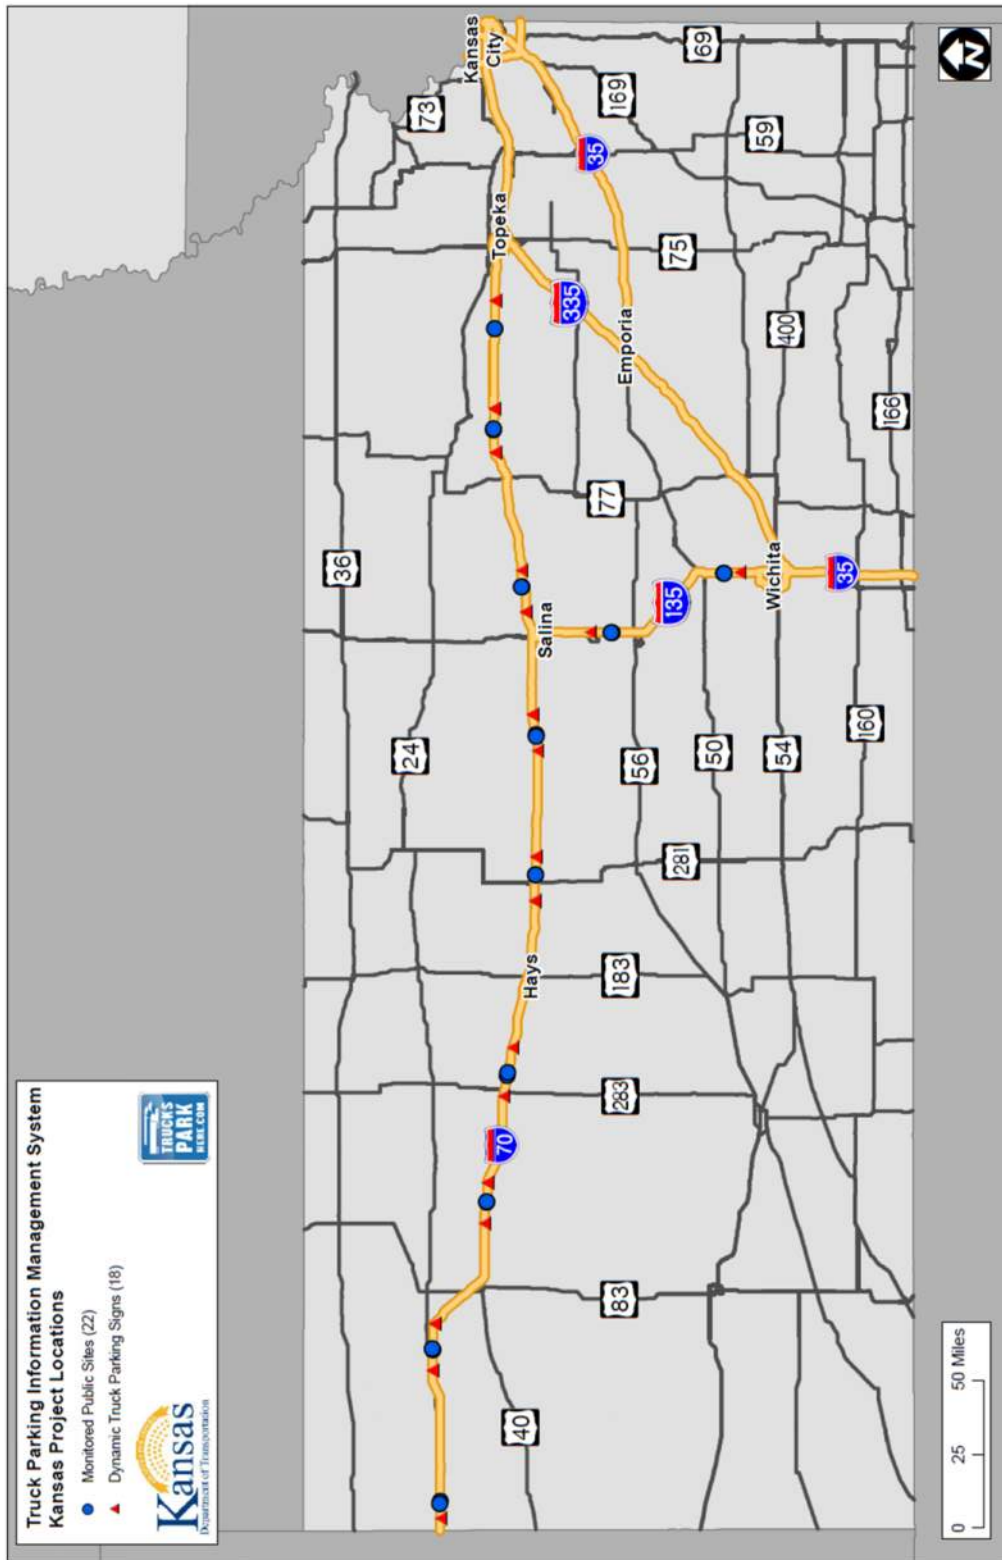 Truck Parking Information Management System
Kansas Project Locations
Monitored Public Sites (22)
Dynamic Truck Parking Signs (18)
Kansas
Department of Transportation
TRUCKS
PARK
HERE.COM
36
73
24
Kansas
City
Topeka
70
Hays
Salina
40
335
35
169
69
77
Emporia
283
183
56
135
59
75
83
281
50
54
Wichita
400
160
35
166
0 25 50 Miles
N